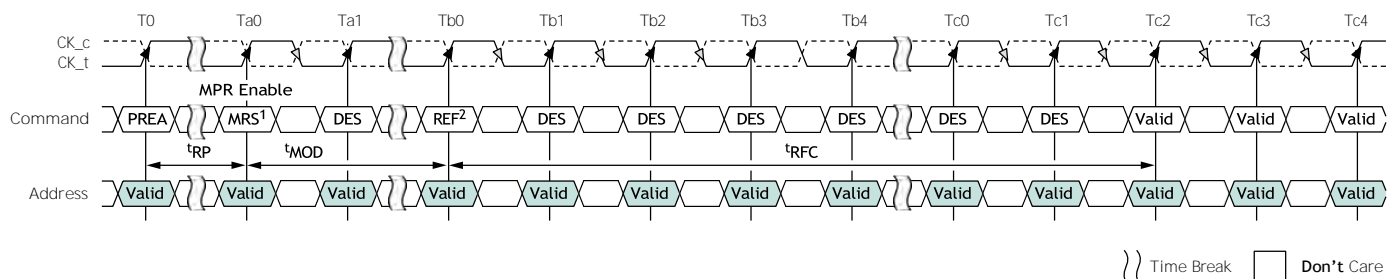 T0 Ta0 Ta1 Tb0 Tb1 Tb2 Tb3 Tb4 Tc0 Tc1 Tc2 Tc3 Tc4
CK_c
CK_t
MPR Enable
Command PREA MRS1 DES REF2 DES DES DES DES DES DES Valid Valid Valid
tRP tMOD tRFC
Address Valid Valid Valid Valid Valid Valid Valid Valid Valid Valid Valid Valid Valid
Time Break Don't Care